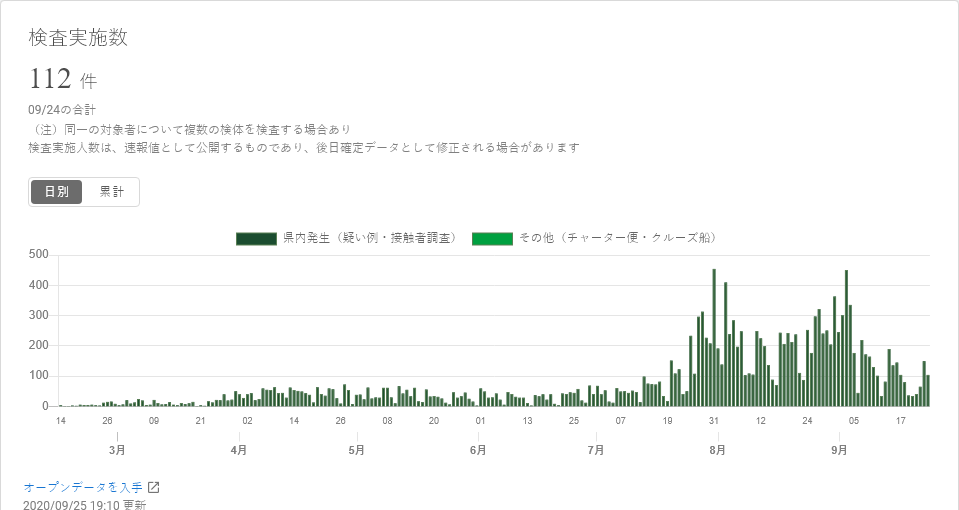 検査実施数
112 件
09/24の合計
（注）同一の対象者について複数の検体を検査する場合あり
検査実施人数は、速報値として公開するものであり、後日確定データとして修正される場合があります
日別 累計
県内発生（疑い例・接触者調査） その他（チャーター便・クルーズ船）
500
400
300
200
100
0
14 26 09 21 02 14 26 08 20 01 13 25 07 19 31 12 24 05 17
3月 4月 5月 6月 7月 8月 9月
オープンデータを入手
2020/09/25 19:10 更新